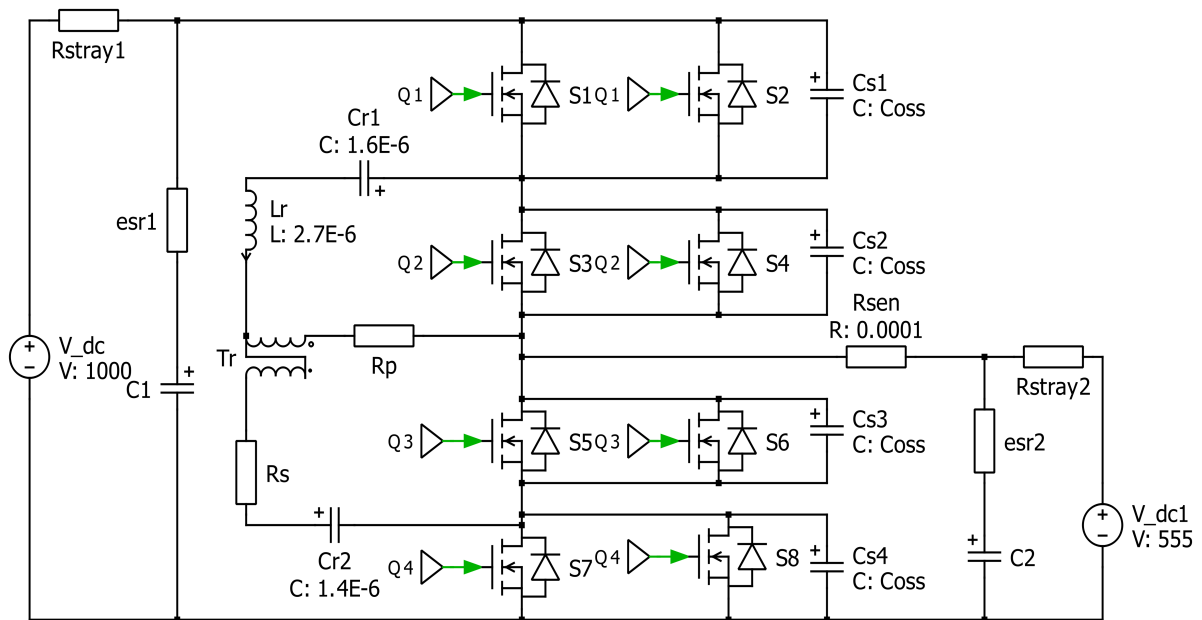 Rstray1
Q1
S1
Q1
S2
Cs1
C: Coss
Cr1
C: 1.6E-6
esr1
Lr
L: 2.7E-6
Q2
S3
Q2
S4
Cs2
C: Coss
Rsen
R: 0.0001
Tr
Rp
V_dc
V: 1000
C1
Rstray2
Q3
S5
Q3
S6
Cs3
C: Coss
esr2
Rs
Cr2
C: 1.4E-6
Q4
S7
Q4
S8
Cs4
C: Coss
C2
V_dc1
V: 555